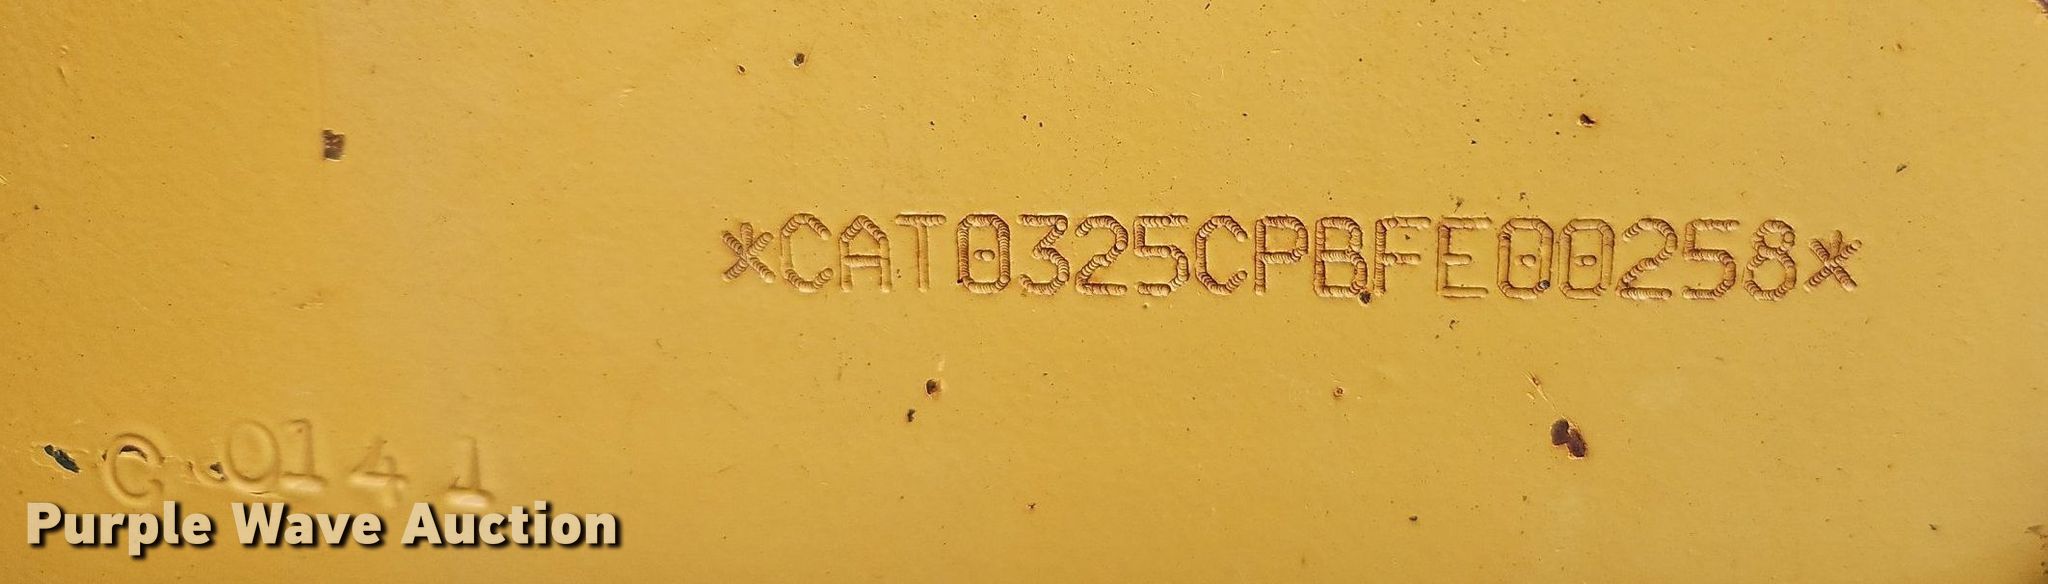 *CAT0325CPBFE00258*
C 0141
Purple Wave Auction